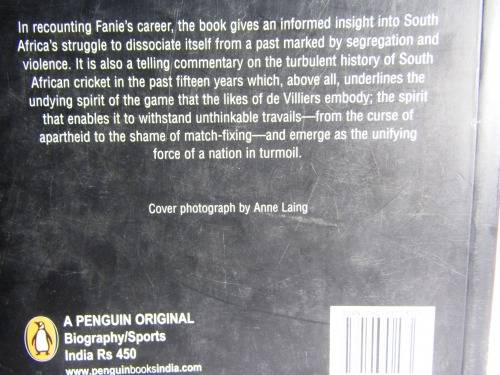 In recounting Fanie's career, the book gives an informed insight into South
Africa's struggle to dissociate itself from a past marked by segregation and
violence. It is also a telling commentary on the turbulent history of South
African cricket in the past fifteen years which, above all, underlines the
undying spirit of the game that the likes of de Villiers embody; the spirit
that enables it to withstand unthinkable travails—from the curse of
apartheid to the shame of match-fixing—and emerge as the unifying
force of a nation in turmoil.
Cover photograph by Anne Laing
A PENGUIN ORIGINAL
Biography/Sports
India Rs 450
www.penguinbooksindia.com